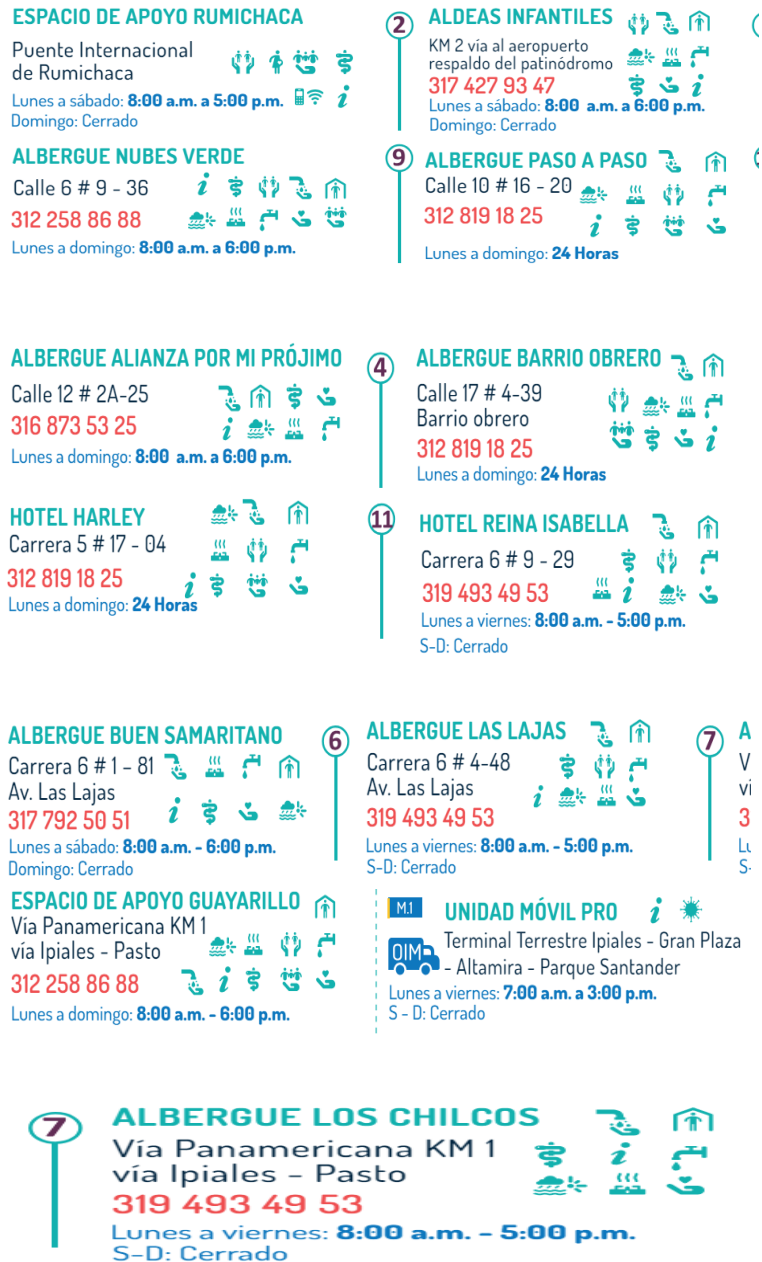 ESPACIO DE APOYO RUMICHACA
Puente Internacional
de Rumichaca
Lunes a sábado: 8:00 a.m. a 5:00 p.m.
Domingo: Cerrado
2
ALDEAS INFANTILES
KM 2 vía al aeropuerto
respaldo del patinódromo
317 427 93 47
Lunes a sábado: 8:00 a.m. a 6:00 p.m.
Domingo: Cerrado
ALBERGUE NUBES VERDE
Calle 6 # 9 - 36
312 258 86 88
Lunes a domingo: 8:00 a.m. a 6:00 p.m.
9
ALBERGUE PASO A PASO
Calle 10 # 16 - 20
312 819 18 25
Lunes a domingo: 24 Horas
ALBERGUE ALIANZA POR MI PRÓJIMO
Calle 12 # 2A-25
316 873 53 25
Lunes a domingo: 8:00 a.m. a 6:00 p.m.
4
ALBERGUE BARRIO OBRERO
Calle 17 # 4-39
Barrio obrero
312 819 18 25
Lunes a domingo: 24 Horas
HOTEL HARLEY
Carrera 5 # 17 - 04
312 819 18 25
Lunes a domingo: 24 Horas
11
HOTEL REINA ISABELLA
Carrera 6 # 9 - 29
319 493 49 53
Lunes a viernes: 8:00 a.m. - 5:00 p.m.
S-D: Cerrado
ALBERGUE BUEN SAMARITANO
Carrera 6 # 1 - 81
Av. Las Lajas
317 792 50 51
Lunes a sábado: 8:00 a.m. - 6:00 p.m.
Domingo: Cerrado
6
ALBERGUE LAS LAJAS
Carrera 6 # 4-48
Av. Las Lajas
319 493 49 53
Lunes a viernes: 8:00 a.m. - 5:00 p.m.
S-D: Cerrado
7
A
V
vi
3
Lu
S-
ESPACIO DE APOYO GUAYARILLO
Vía Panamericana KM 1
vía Ipiales - Pasto
312 258 86 88
Lunes a domingo: 8:00 a.m. - 6:00 p.m.
M.1
UNIDAD MÓVIL PRO
OIM
Terminal Terrestre Ipiales - Gran Plaza
- Altamira - Parque Santander
Lunes a viernes: 7:00 a.m. a 3:00 p.m.
S - D: Cerrado
7
ALBERGUE LOS CHILCOS
Vía Panamericana KM 1
vía Ipiales - Pasto
319 493 49 53
Lunes a viernes: 8:00 a.m. - 5:00 p.m.
S-D: Cerrado